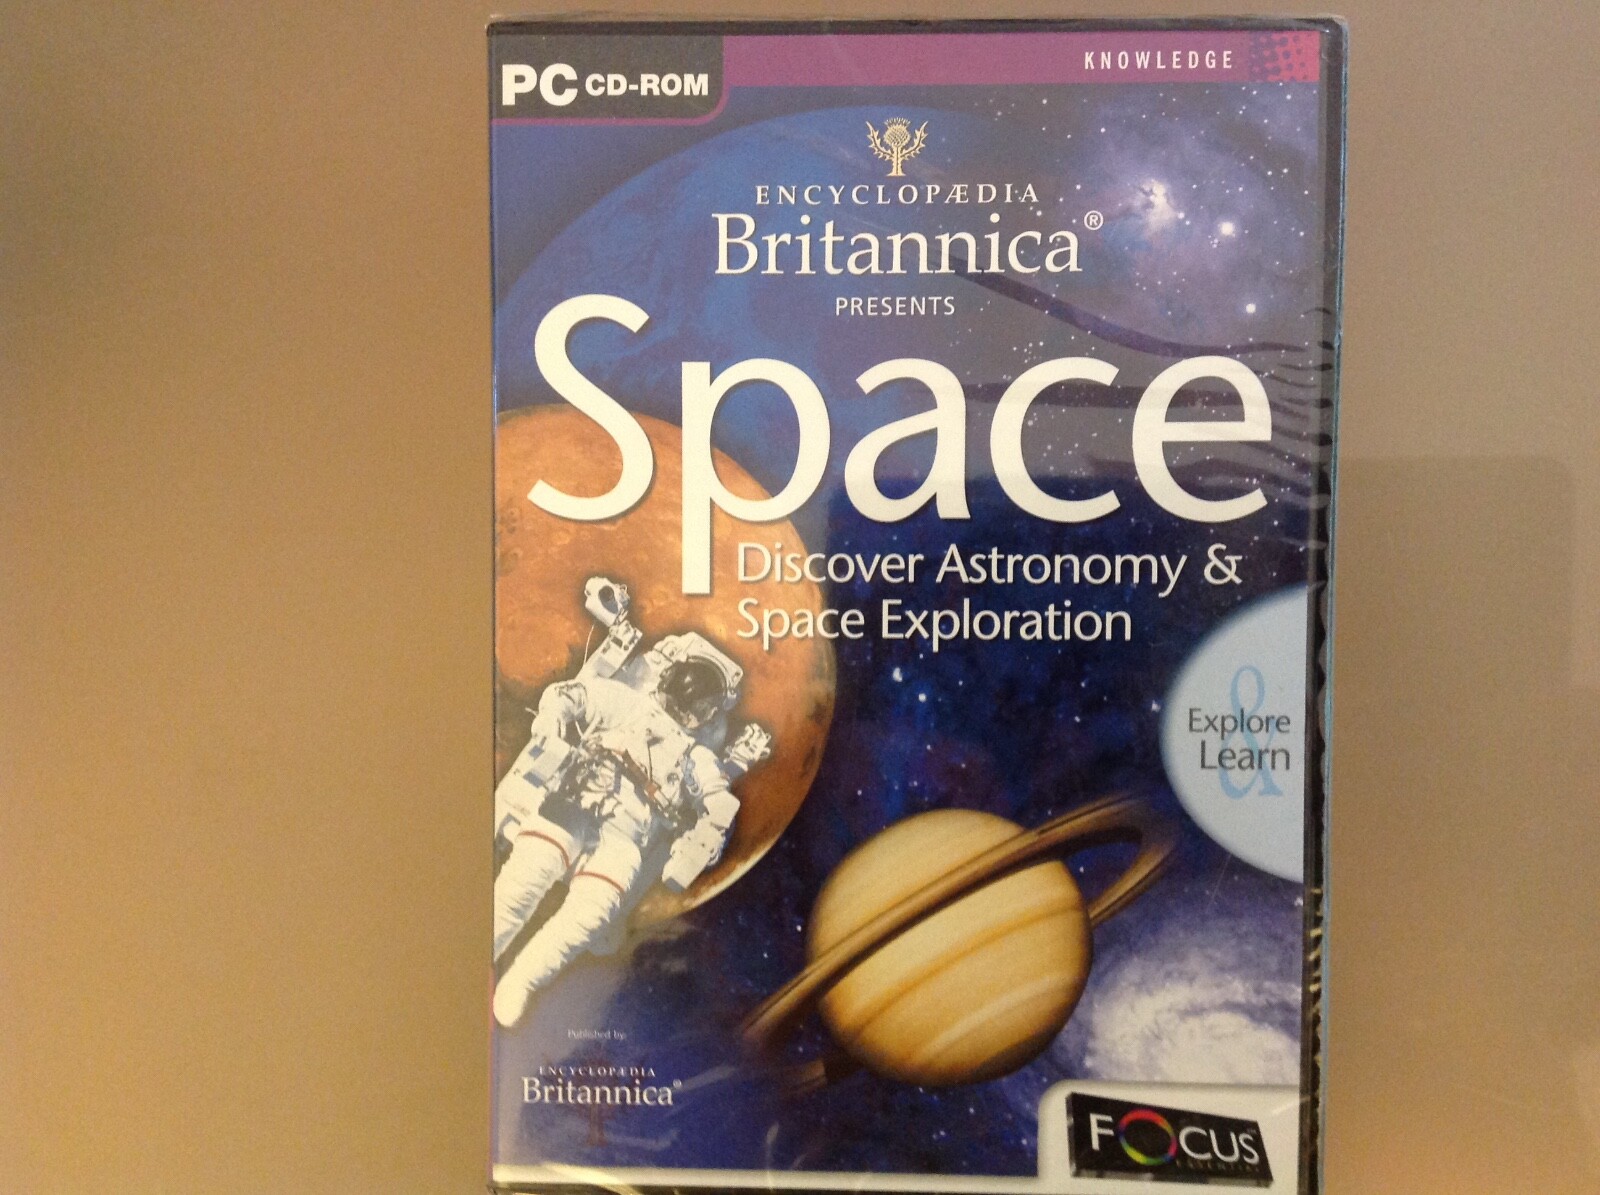 PC CD-ROM
KNOWLEDGE
ENCYCLOPÆDIA
Britannica®
PRESENTS
Space
Discover Astronomy &
Space Exploration
&
Explore
Learn
Published by:
ENCYCLOPÆDIA
Britannica®
FOCUS
ESSENTIAL